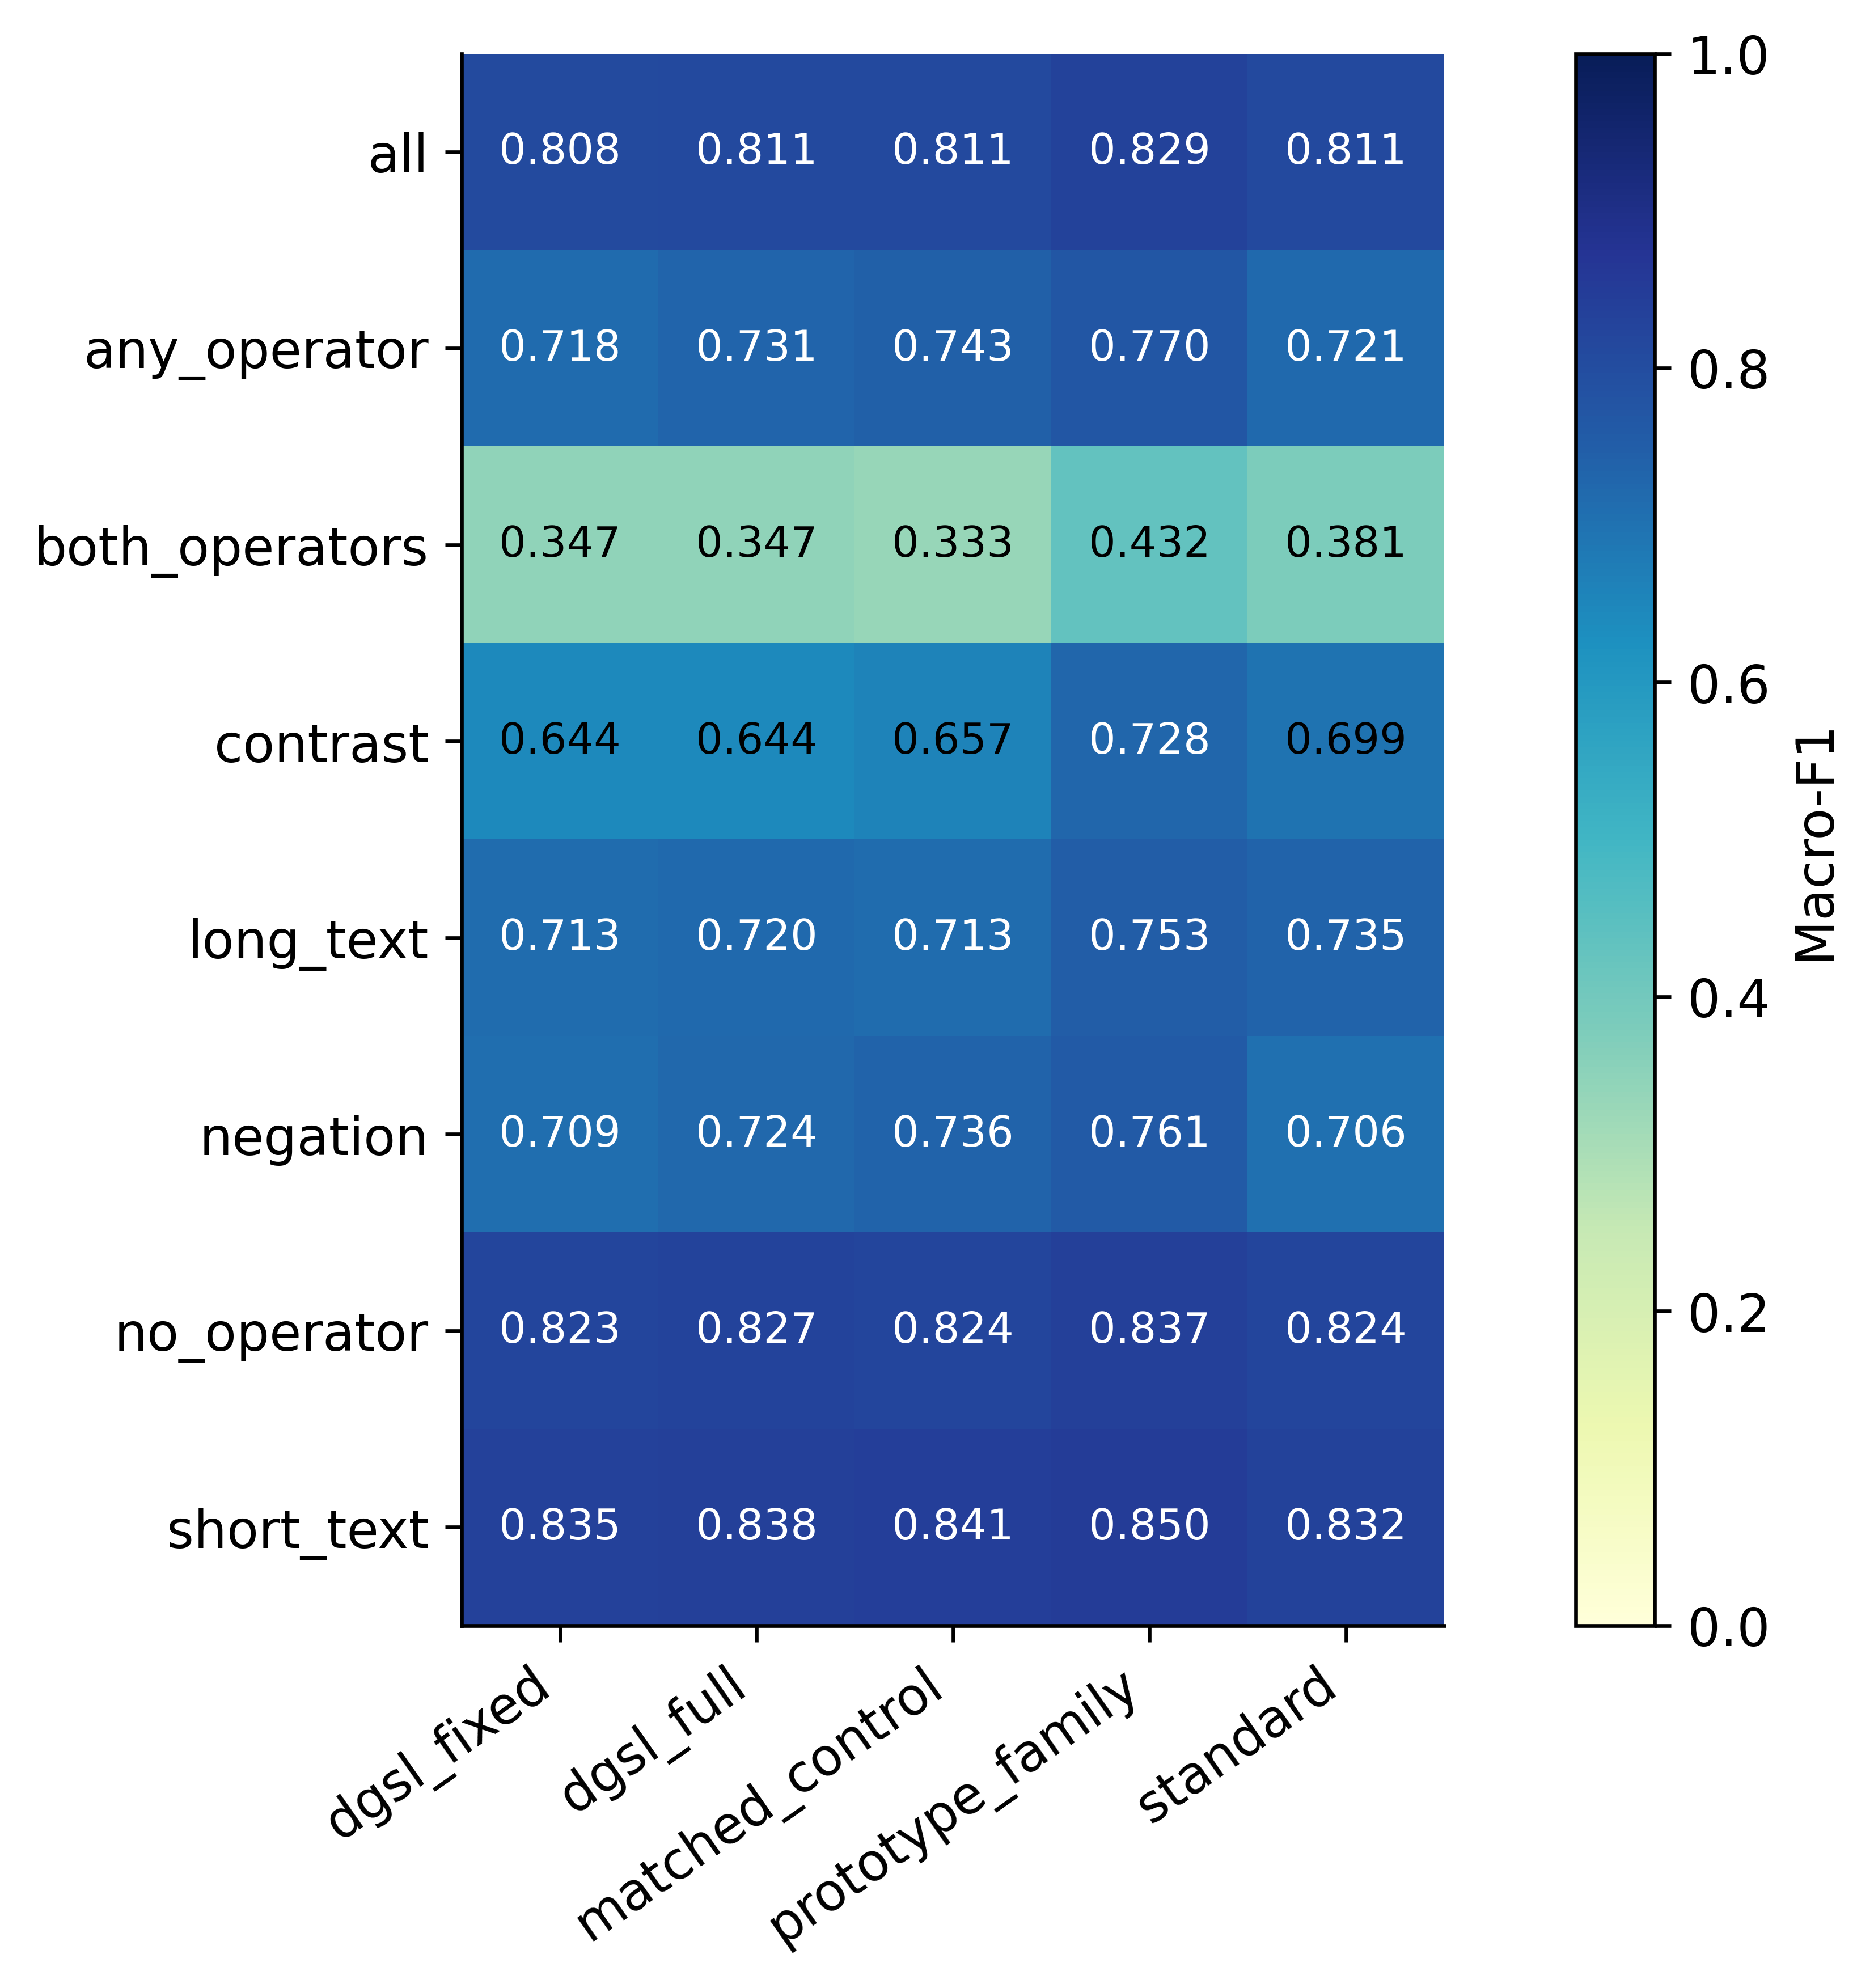 all 0.808 0.811 0.811 0.829 0.811
any_operator 0.718 0.731 0.743 0.770 0.721
both_operators 0.347 0.347 0.333 0.432 0.381
contrast 0.644 0.644 0.657 0.728 0.699
long_text 0.713 0.720 0.713 0.753 0.735
negation 0.709 0.724 0.736 0.761 0.706
no_operator 0.823 0.827 0.824 0.837 0.824
short_text 0.835 0.838 0.841 0.850 0.832
dgsl_fixed
dgsl_full
matched_control
prototype_family
standard
1.0
0.8
0.6
0.4
0.2
0.0
Macro-F1